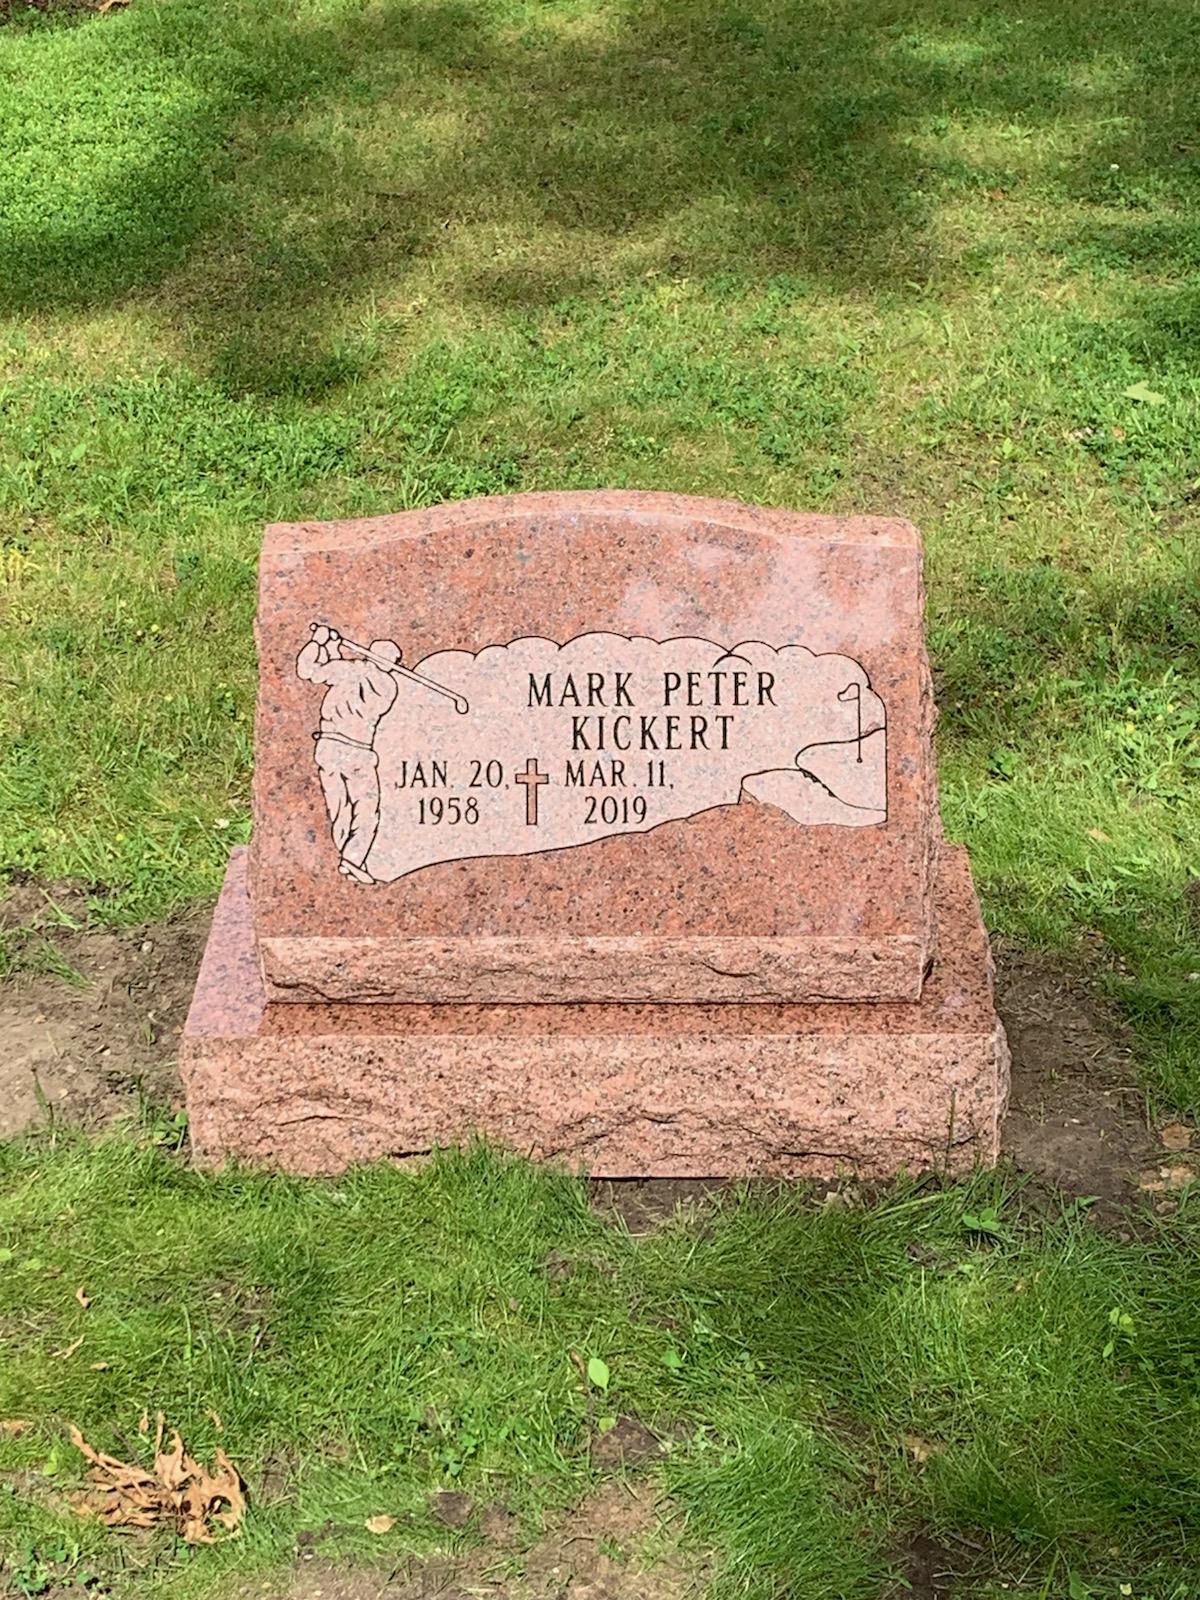 MARK PETER
KICKERT
JAN. 20, MAR. 11,
1958 2019